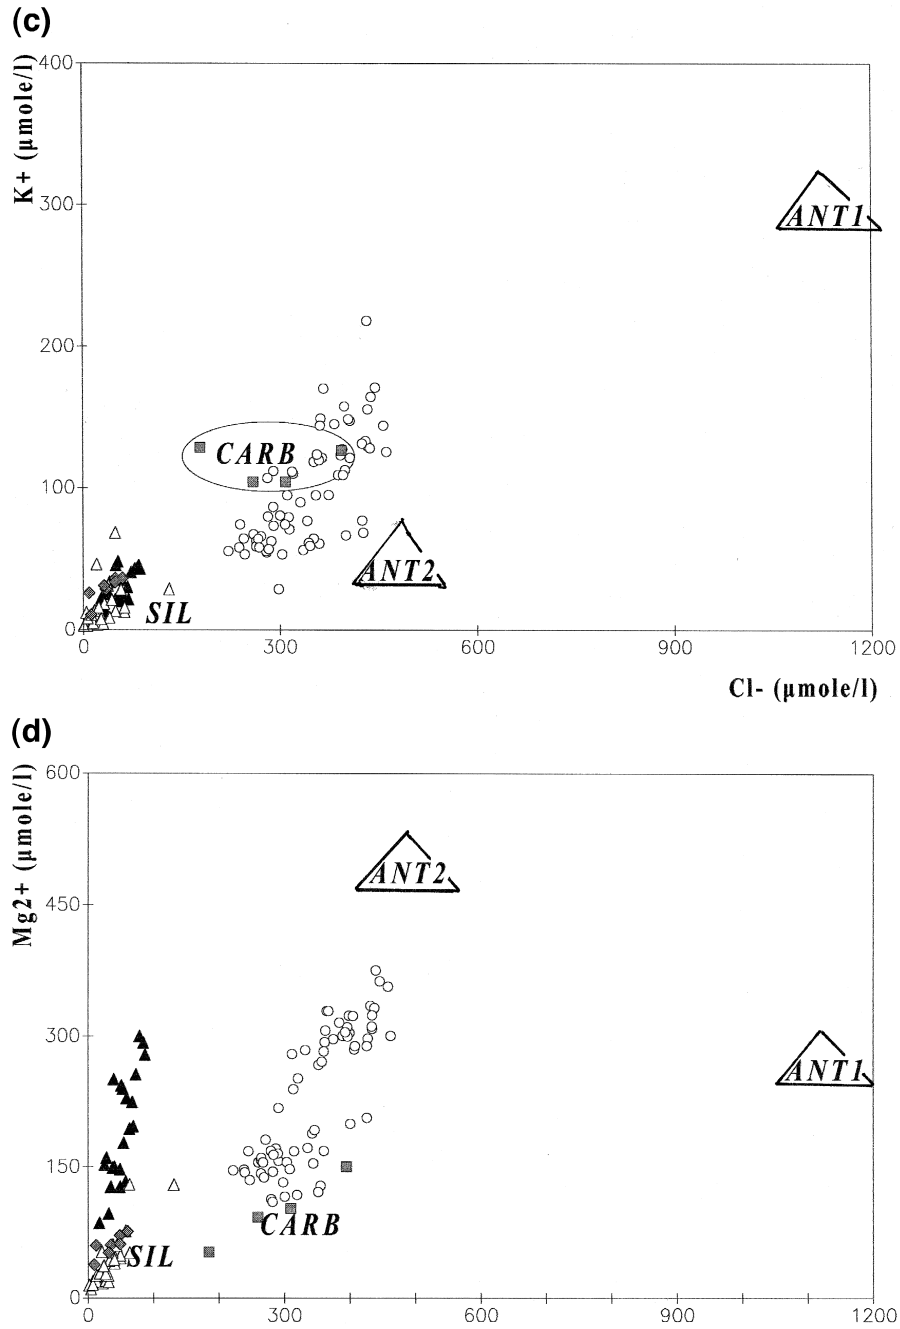 (c)
K+ (µmole/l)
400
300
ANT1
200
CARB
100
ANT2
SIL
0
0 300 600 900 1200
Cl- (µmole/l)
(d)
Mg2+ (µmole/l)
600
ANT2
450
300
ANT1
150
CARB
SIL
0
0 300 600 900 1200